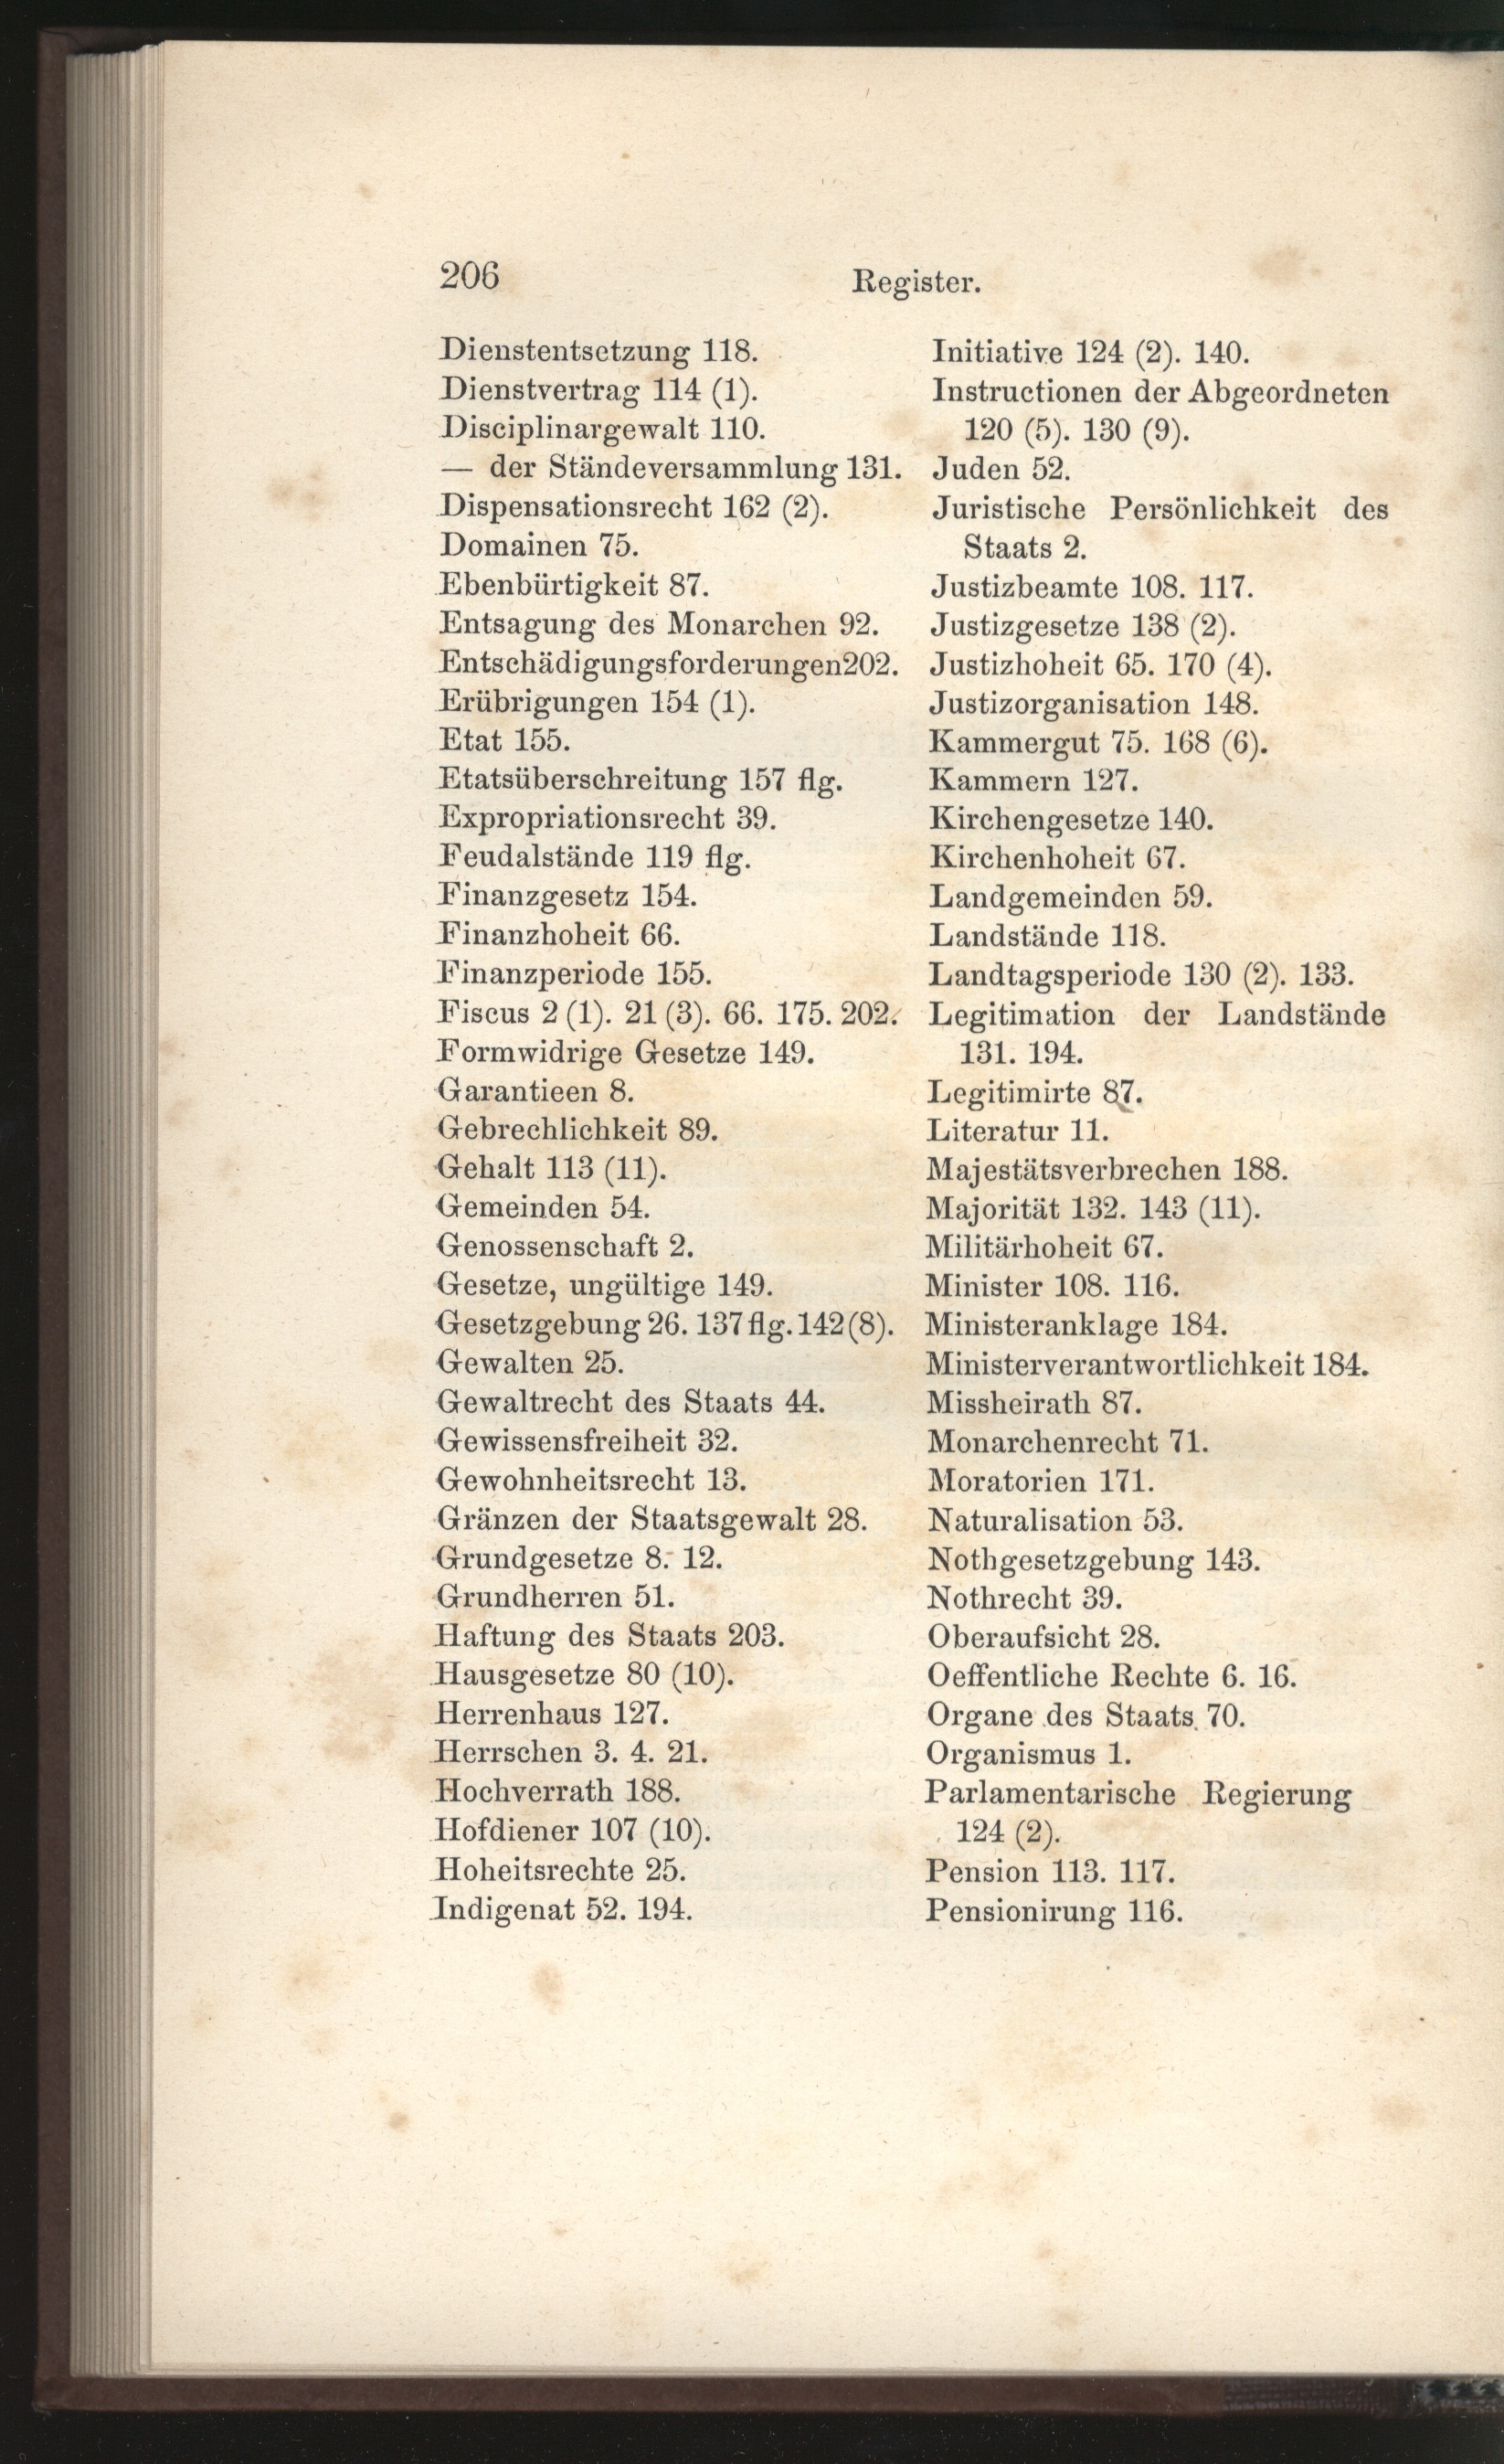 206
Register.
Dienstentsetzung 118.
Dienstvertrag 114 (1).
Disciplinargewalt 110.
— der Ständeversammlung 131.
Dispensationsrecht 162 (2).
Domainen 75.
Ebenbürtigkeit 87.
Entsagung des Monarchen 92.
Entschädigungsforderungen202.
Erübrigungen 154 (1).
Etat 155.
Etatsüberschreitung 157 flg.
Expropriationsrecht 39.
Feudalstände 119 flg.
Finanzgesetz 154.
Finanzhoheit 66.
Finanzperiode 155.
Fiscus 2 (1). 21 (3). 66. 175. 202.
Formwidrige Gesetze 149.
Garantieen 8.
Gebrechlichkeit 89.
Gehalt 113 (11).
Gemeinden 54.
Genossenschaft 2.
Gesetze, ungültige 149.
Gesetzgebung 26. 137 flg. 142 (8).
Gewalten 25.
Gewaltrecht des Staats 44.
Gewissensfreiheit 32.
Gewohnheitsrecht 13.
Gränzen der Staatsgewalt 28.
Grundgesetze 8. 12.
Grundherren 51.
Haftung des Staats 203.
Hausgesetze 80 (10).
Herrenhaus 127.
Herrschen 3. 4. 21.
Hochverrath 188.
Hofdiener 107 (10).
Hoheitsrechte 25.
Indigenat 52. 194.
Initiative 124 (2). 140.
Instructionen der Abgeordneten
120 (5). 130 (9).
Juden 52.
Juristische Persönlichkeit des
Staats 2.
Justizbeamte 108. 117.
Justizgesetze 138 (2).
Justizhoheit 65. 170 (4).
Justizorganisation 148.
Kammergut 75. 168 (6).
Kammern 127.
Kirchengesetze 140.
Kirchenhoheit 67.
Landgemeinden 59.
Landstände 118.
Landtagsperiode 130 (2). 133.
Legitimation der Landstände
131. 194.
Legitimirte 87.
Literatur 11.
Majestätsverbrechen 188.
Majorität 132. 143 (11).
Militärhoheit 67.
Minister 108. 116.
Ministeranklage 184.
Ministerverantwortlichkeit 184.
Missheirath 87.
Monarchenrecht 71.
Moratorien 171.
Naturalisation 53.
Nothgesetzgebung 143.
Nothrecht 39.
Oberaufsicht 28.
Oeffentliche Rechte 6. 16.
Organe des Staats 70.
Organismus 1.
Parlamentarische Regierung
124 (2).
Pension 113. 117.
Pensionirung 116.